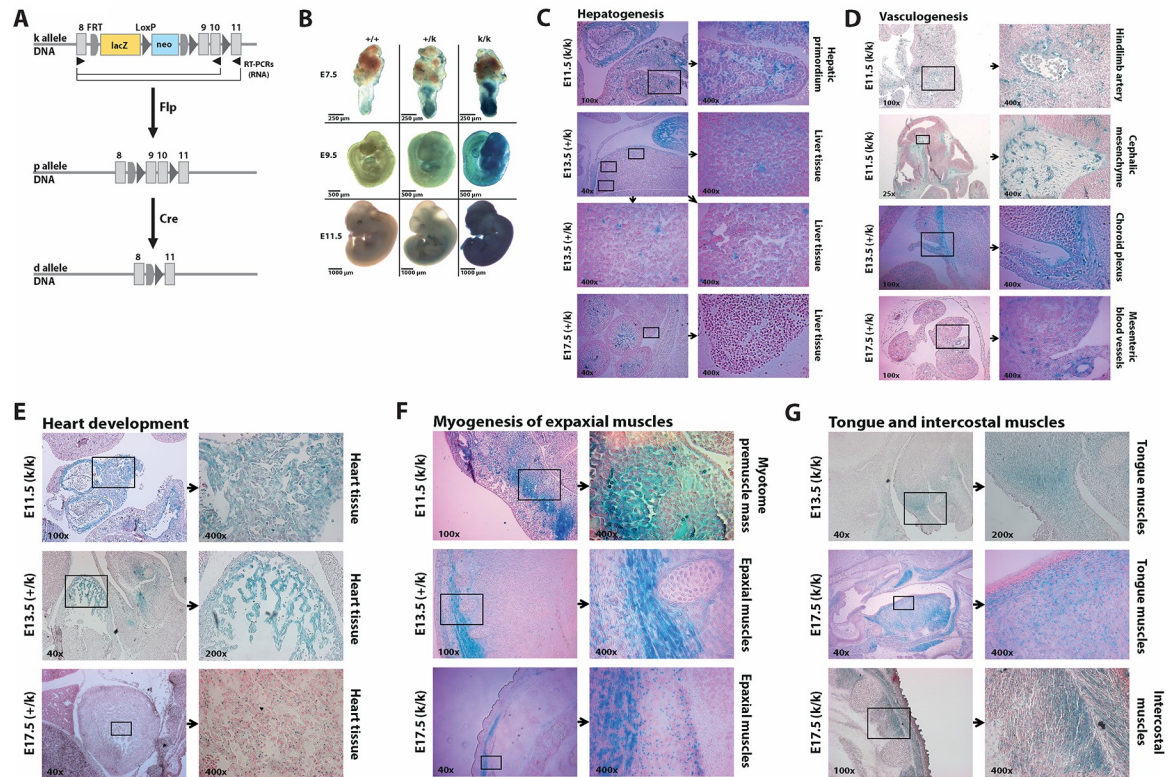 A
8 FRT LoxP 9 10 11
k allele
DNA
lacZ
neo
RT-PCRs
(RNA)
Flp
8 9 10 11
p allele
DNA
Cre
8 11
d allele
DNA
B
+/+ +/k k/k
E7.5
250 µm 250 µm 250 µm
E9.5
500 µm 500 µm 500 µm
E11.5
1000 µm 1000 µm 1000 µm
C
Hepatogenesis
E11.5 (k/k)
100x
400x
Hepatic
primordium
E13.5 (+/k)
40x
400x
Liver tissue
E13.5 (+/k)
400x
400x
Liver tissue
E17.5 (+/k)
40x
400x
Liver tissue
D
Vasculogenesis
E11.5 (k/k)
100x
400x
Hindlimb artery
E11.5 (k/k)
25x
400x
Cephalic
mesenchyme
E13.5 (+/k)
40x
400x
Choroid plexus
E17.5 (+/k)
100x
400x
Mesenteric
blood vessels
E
Heart development
E11.5 (k/k)
100x
400x
Heart tissue
E13.5 (+/k)
40x
200x
Heart tissue
E17.5 (+/k)
40x
400x
Heart tissue
F
Myogenesis of expaxial muscles
E11.5 (k/k)
100x
400x
Myotome
premuscle mass
E13.5 (+/k)
100x
400x
Epaxial muscles
E17.5 (k/k)
40x
400x
Epaxial muscles
G
Tongue and intercostal muscles
E13.5 (k/k)
40x
200x
Tongue muscles
E17.5 (k/k)
40x
400x
Tongue muscles
E17.5 (k/k)
100x
400x
Intercostal
muscles